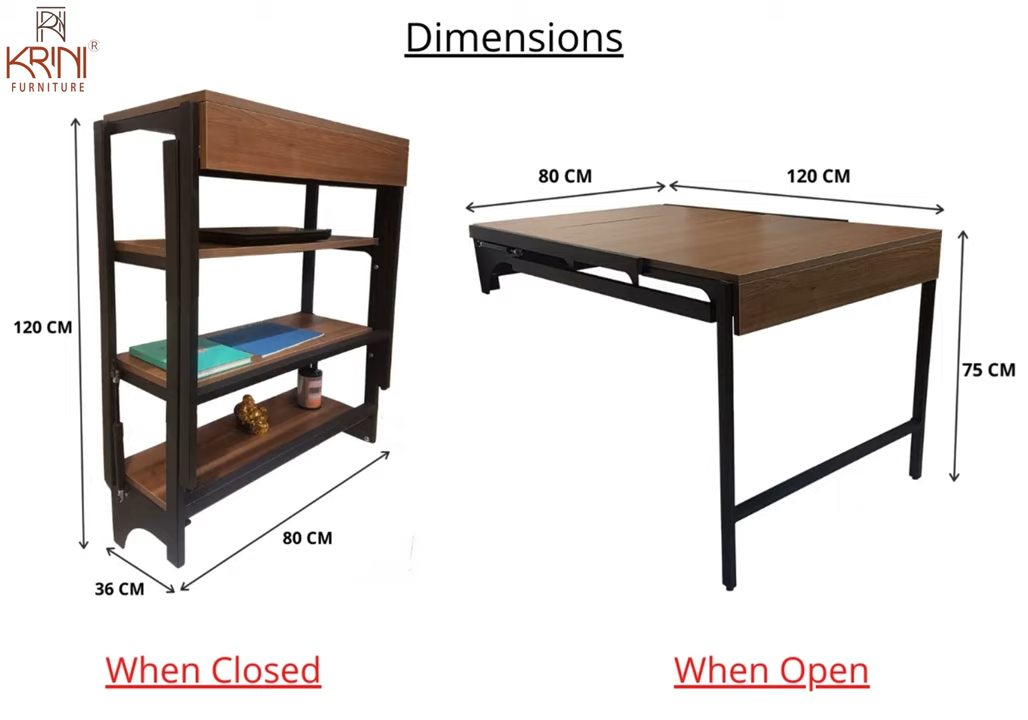 KRINI®
FURNITURE
Dimensions
80 CM
120 CM
120 CM
75 CM
80 CM
36 CM
When Closed
When Open